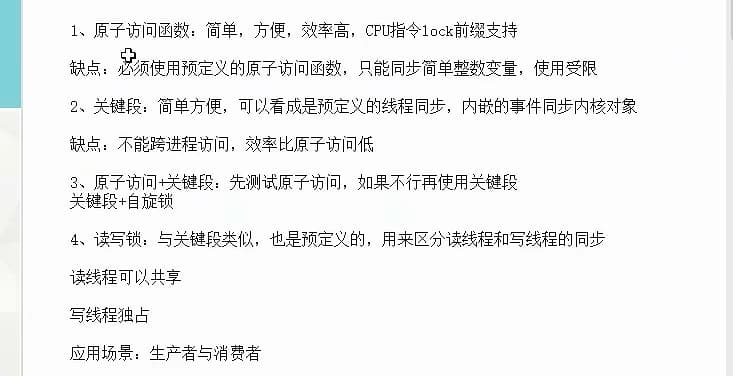 1、原子访问函数：简单，方便，效率高，CPU指令lock前缀支持
缺点：必须使用预定义的原子访问函数，只能同步简单整数变量，使用受限
2、关键段：简单方便，可以看成是预定义的线程同步，内嵌的事件同步内核对象
缺点：不能跨进程访问，效率比原子访问低
3、原子访问+关键段：先测试原子访问，如果不行再使用关键段
关键段+自旋锁
4、读写锁：与关键段类似，也是预定义的，用来区分读线程和写线程的同步
读线程可以共享
写线程独占
应用场景：生产者与消费者